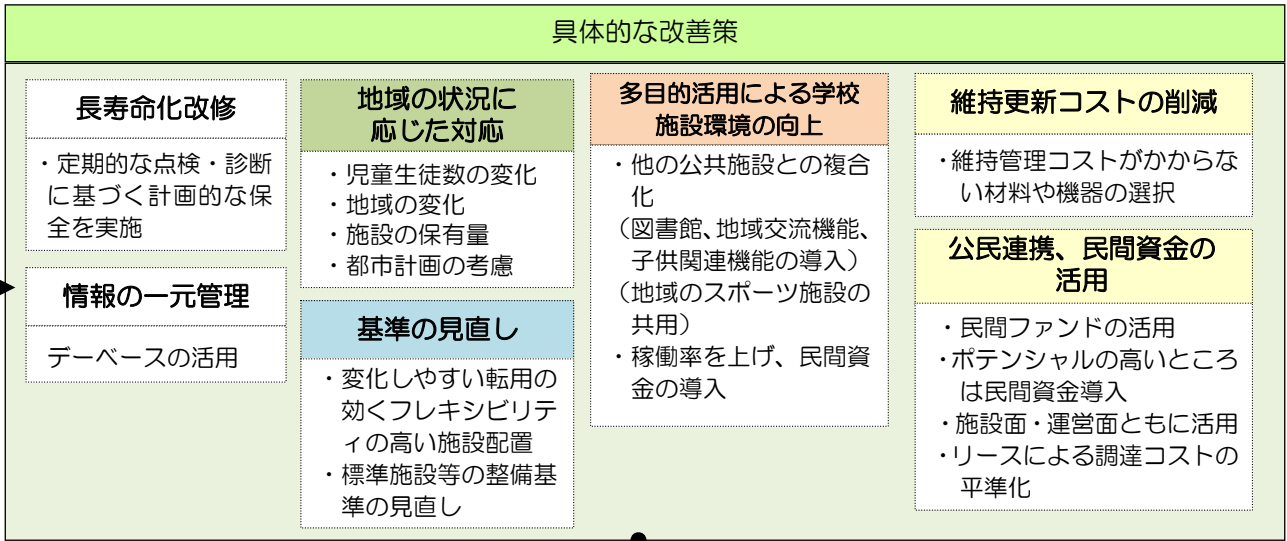 具体的な改善策
長寿命化改修
・定期的な点検・診断
に基づく計画的な保
全を実施
情報の一元管理
データベースの活用
地域の状況に
応じた対応
・児童生徒数の変化
・地域の変化
・施設の保有量
・都市計画の考慮
基準の見直し
・変化しやすい転用の
効くフレキシビリテ
ィの高い施設配置
・標準施設等の整備基
準の見直し
多目的活用による学校
施設環境の向上
・他の公共施設との複合
化
（図書館、地域交流機能、
子供関連機能の導入）
（地域のスポーツ施設の
共用）
・稼働率を上げ、民間資
金の導入
維持更新コストの削減
・維持管理コストがかからな
い材料や機器の選択
公民連携、民間資金の
活用
・民間ファンドの活用
・ポテンシャルの高いところ
は民間資金導入
・施設面・運営面ともに活用
・リースによる調達コストの
平準化